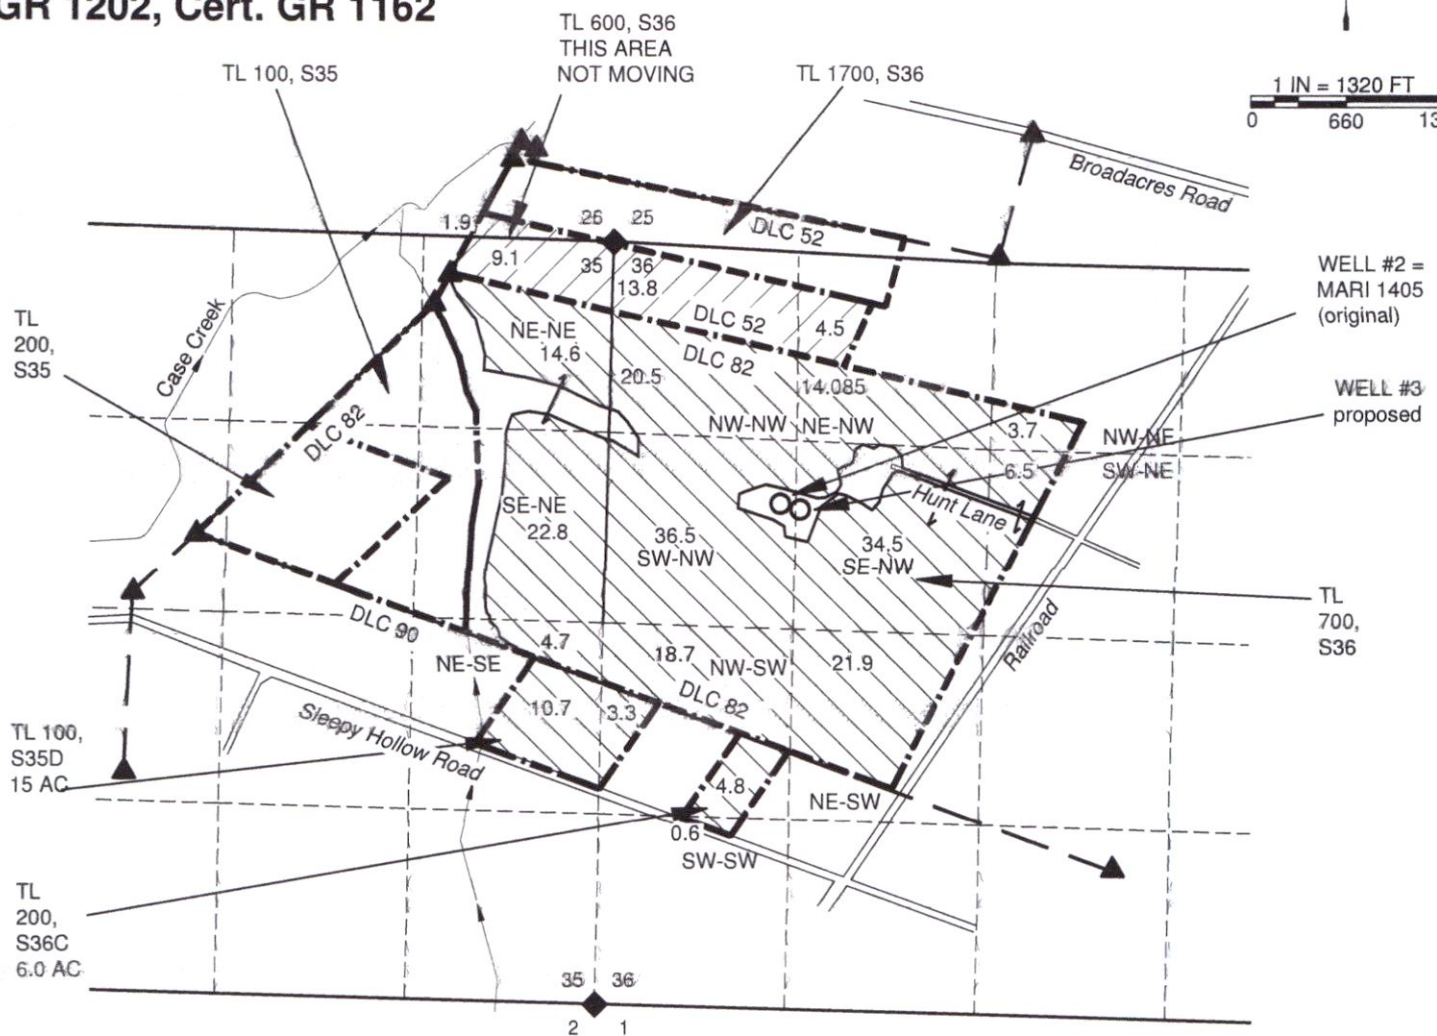 GR 1202, Cert. GR 1162
TL 600, S36
THIS AREA
NOT MOVING
TL 100, S35
TL 1700, S36
1 IN = 1320 FT
0 660 13
Broadacres Road
1.9
26 25
DLC 52
9.1
35 36
13.8
WELL #2 =
MARI 1405
(original)
TL
200,
S35
Case Creek
NE-NE
14.6
DLC 52
4.5
DLC 82
20.5
14.085
WELL #3
proposed
DLC 82
NW-NW NE-NW
3.7
NW-NE
6.5
SW-NE
Hunt Lane
SE-NE
22.8
36.5
SW-NW
34.5
SE-NW
TL
700,
S36
DLC 90
NE-SE
4.7
18.7
NW-SW
21.9
Railroad
DLC 82
10.7
3.3
Sleepy Hollow Road
TL 100,
S35D
15 AC
4.8
NE-SW
0.6
SW-SW
TL
200,
S36C
6.0 AC
35 36
2 1